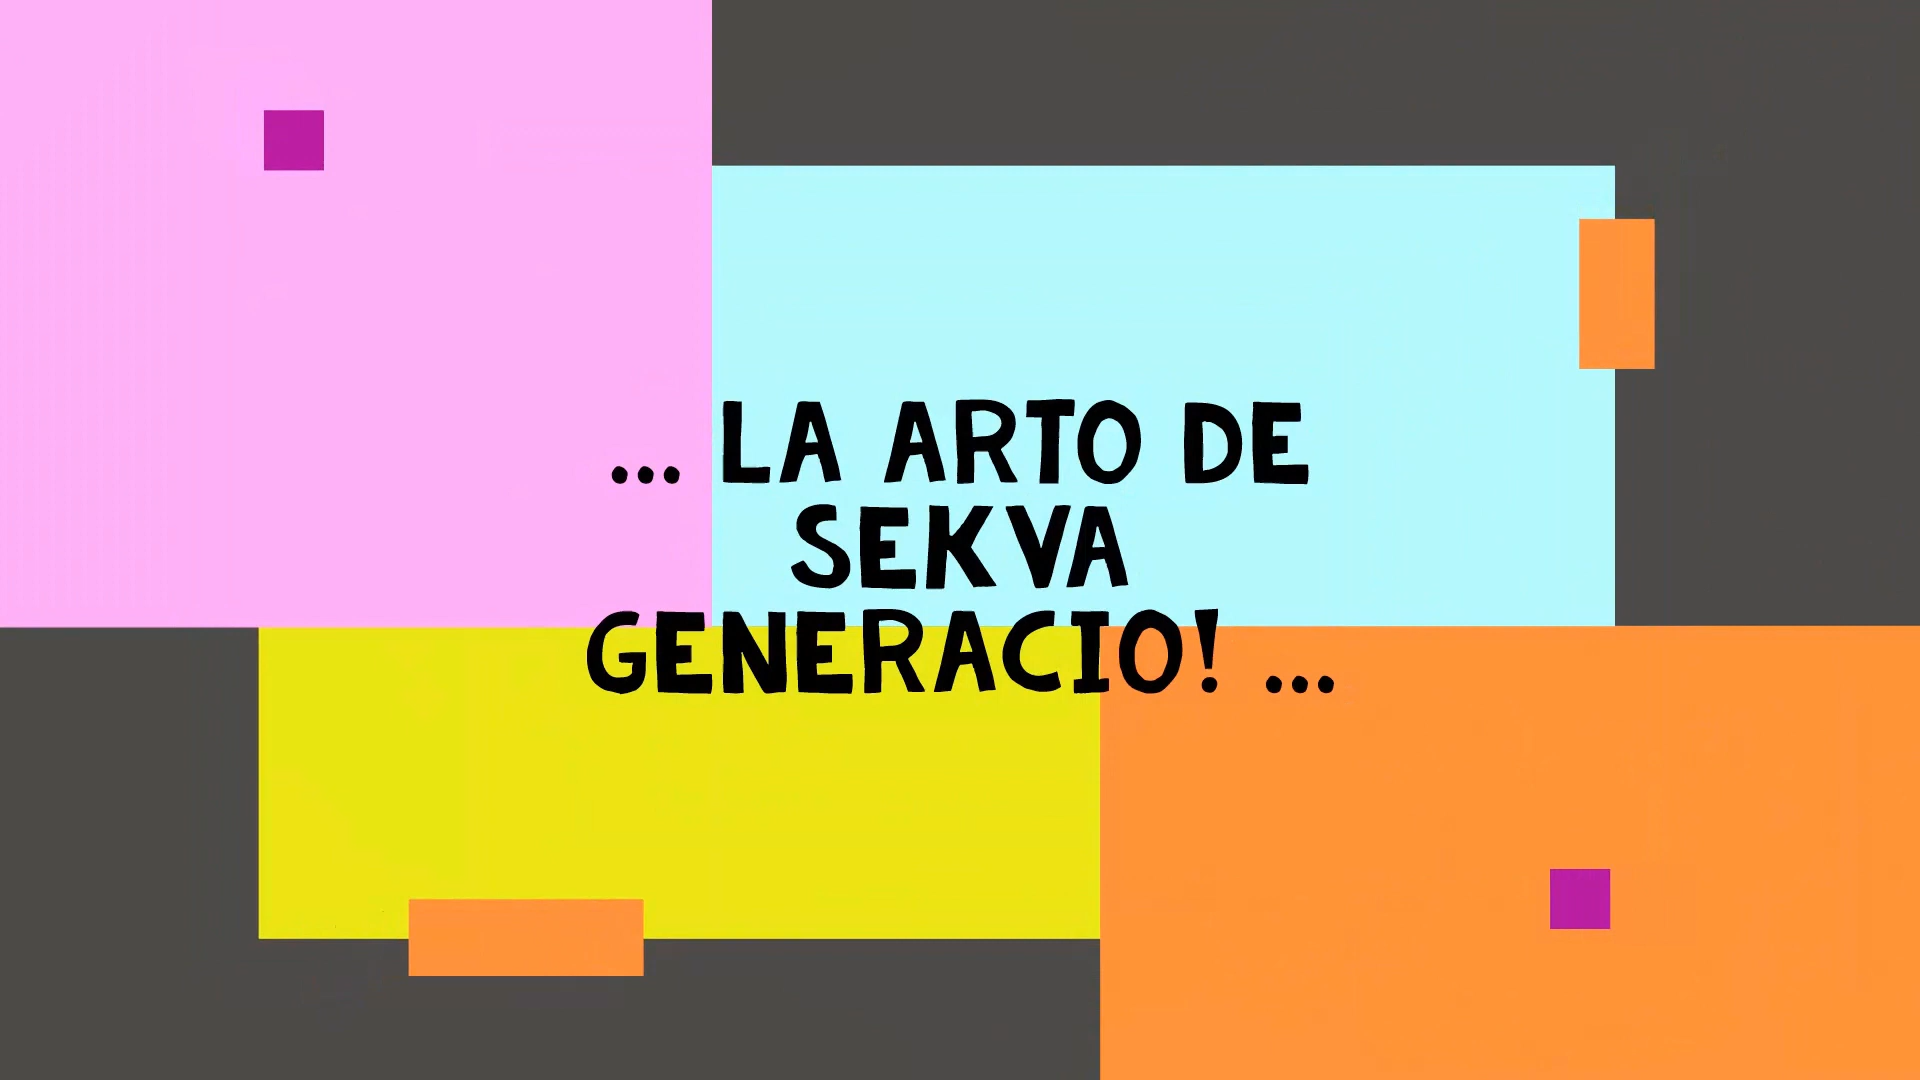 ... LA ARTO DE
SEKVA
GENERACIO! ...